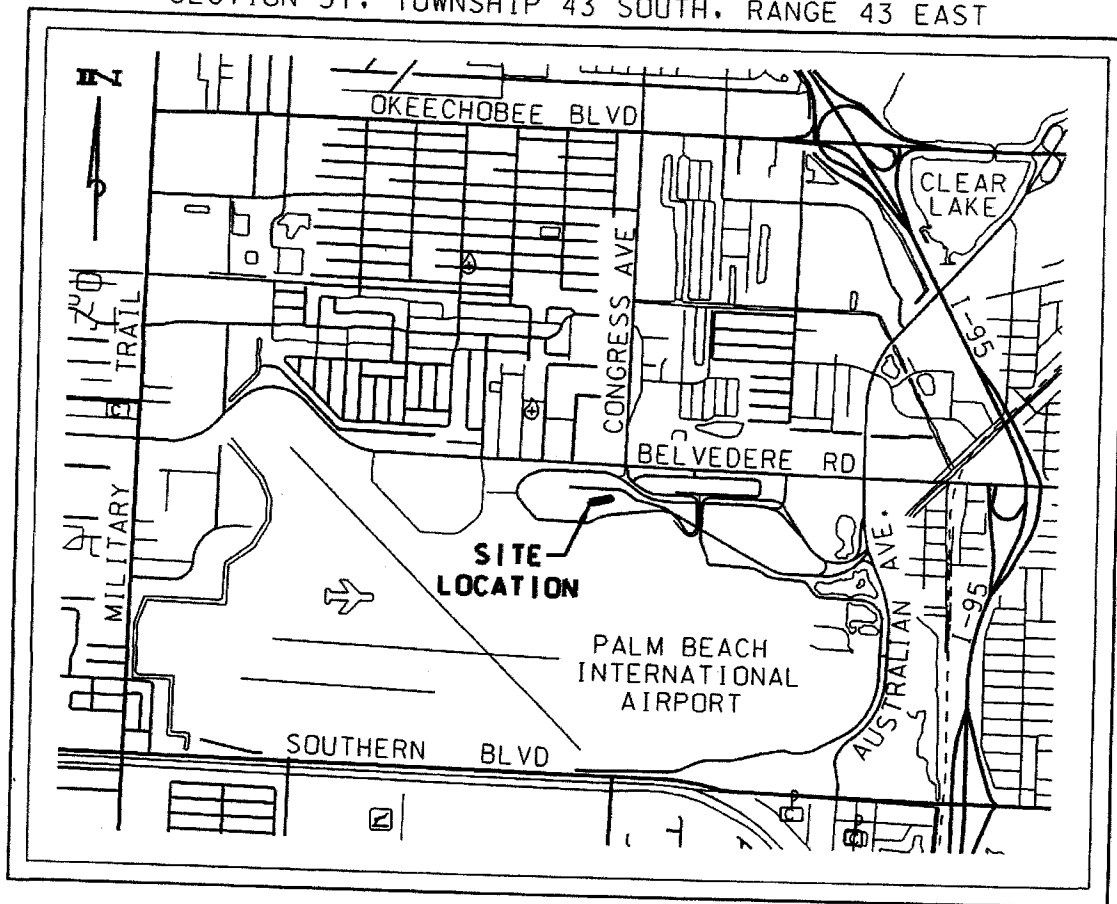 SECTION 31, TOWNSHIP 43 SOUTH, RANGE 43 EAST
N
OKEECHOBEE BLVD
CLEAR
LAKE
CONGRESS AVE
MILITARY TRAIL
I-95
BELVEDERE RD
SITE
LOCATION
AUSTRALIAN AVE.
I-95
PALM BEACH
INTERNATIONAL
AIRPORT
SOUTHERN BLVD